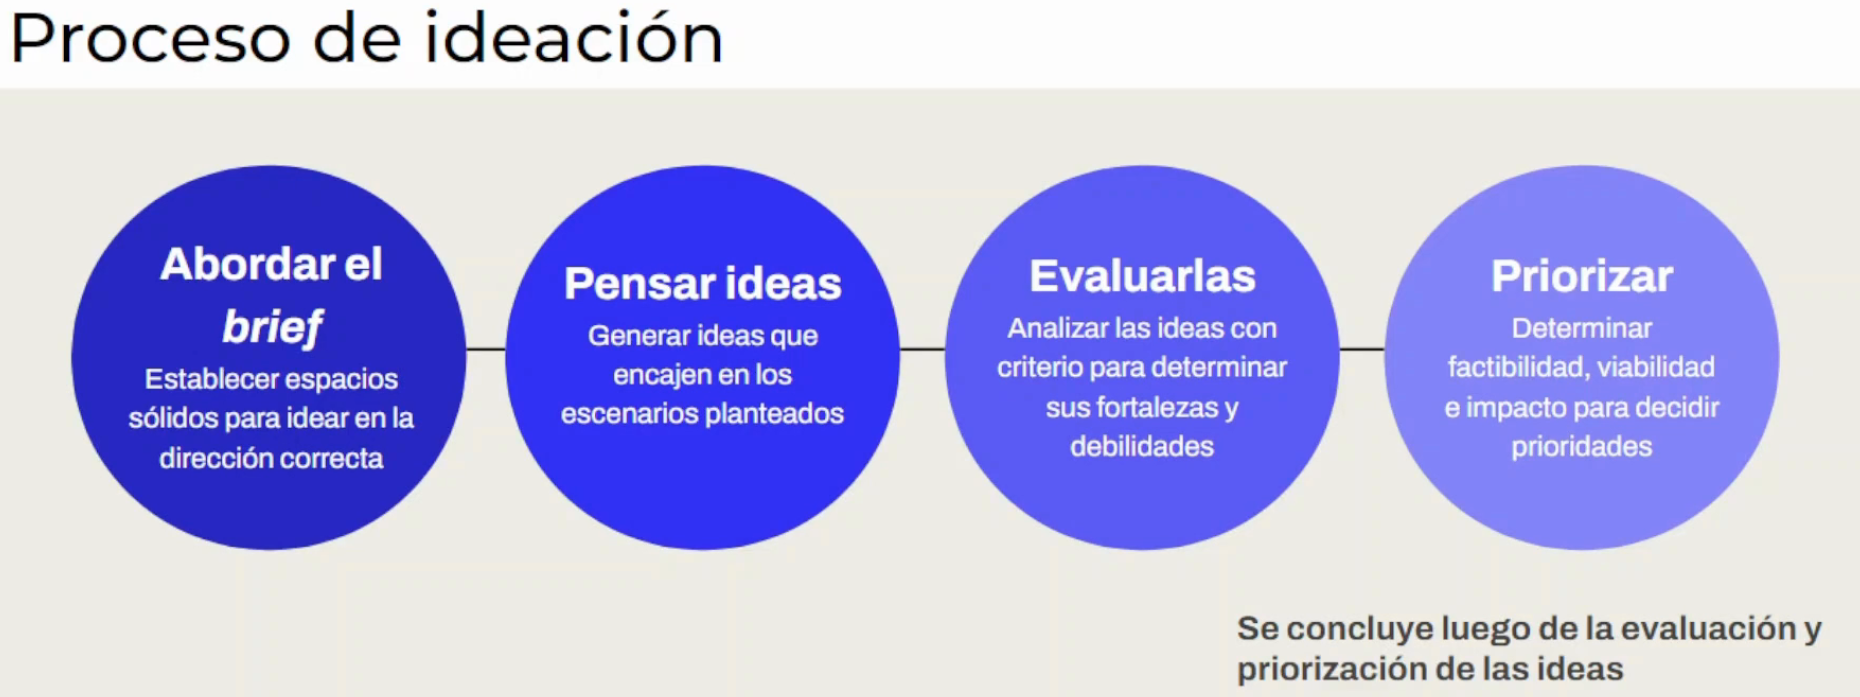 Proceso de ideación
Abordar el
brief
Establecer espacios
sólidos para idear en la
dirección correcta
Pensar ideas
Generar ideas que
encajen en los
escenarios planteados
Evaluarlas
Analizar las ideas con
criterio para determinar
sus fortalezas y
debilidades
Priorizar
Determinar
factibilidad, viabilidad
e impacto para decidir
prioridades
Se concluye luego de la evaluación y
priorización de las ideas